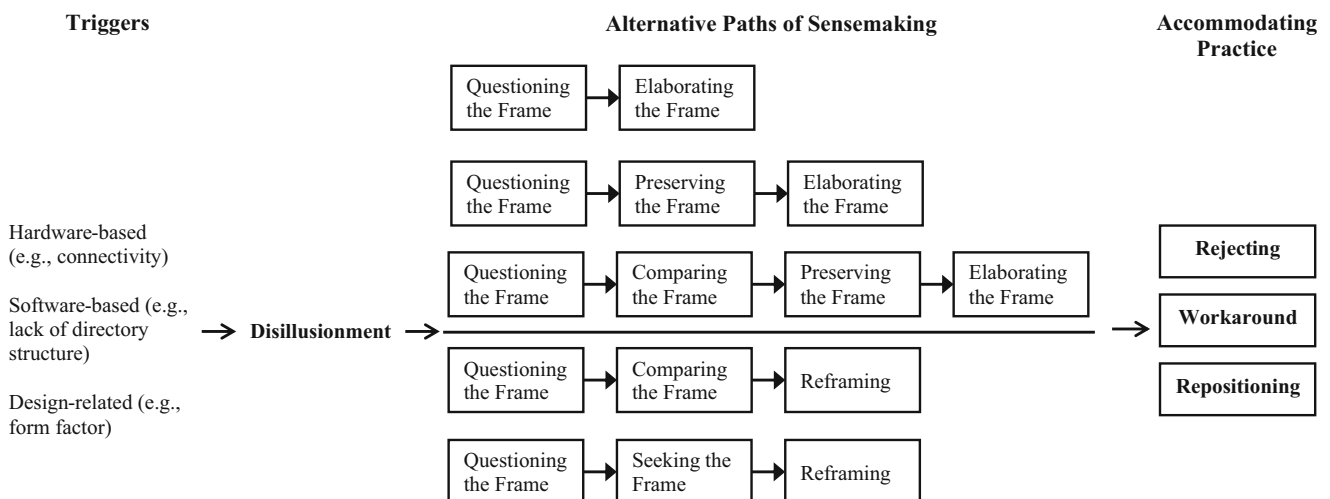 Triggers
Alternative Paths of Sensemaking
Accommodating
Practice
Questioning
the Frame
Elaborating
the Frame
Questioning
the Frame
Preserving
the Frame
Elaborating
the Frame
Hardware-based
(e.g., connectivity)
Software-based (e.g.,
lack of directory
structure)
Design-related (e.g.,
form factor)
Disillusionment
Questioning
the Frame
Comparing
the Frame
Preserving
the Frame
Elaborating
the Frame
Questioning
the Frame
Comparing
the Frame
Reframing
Questioning
the Frame
Seeking the
Frame
Reframing
Rejecting
Workaround
Repositioning